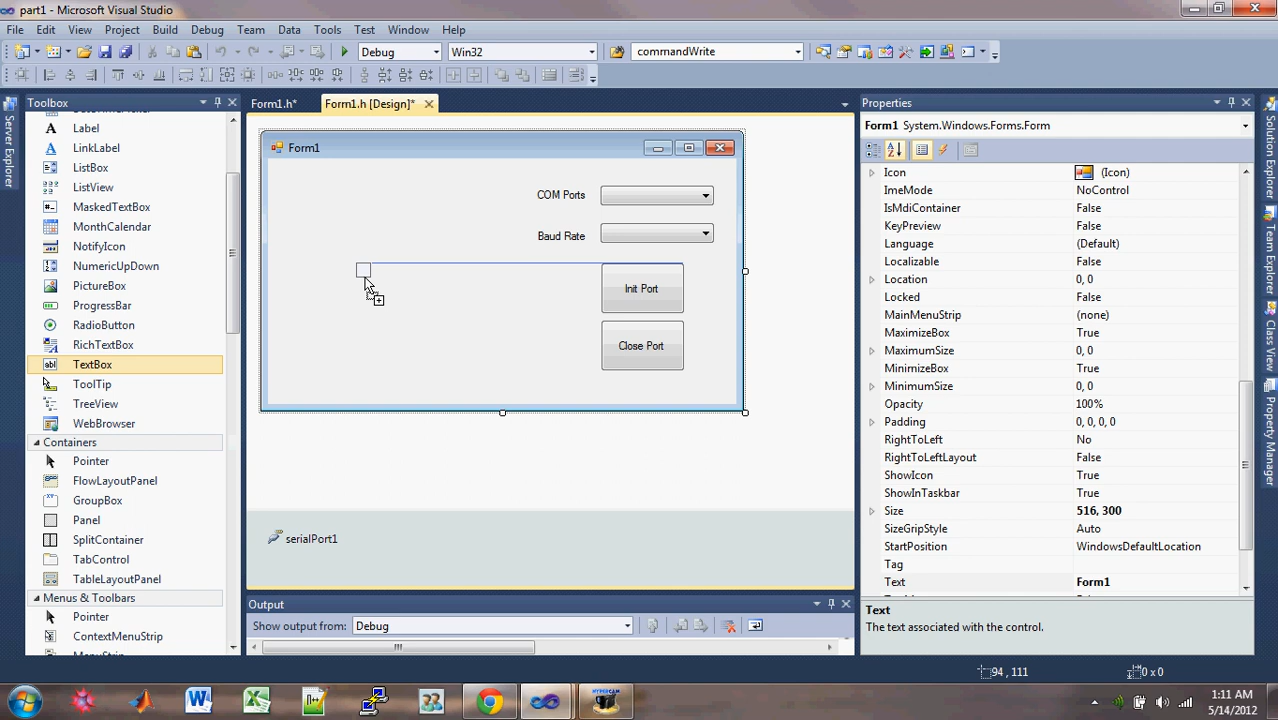 part1 - Microsoft Visual Studio
File Edit View Project Build Debug Team Data Tools Test Window Help
Debug Win32 commandWrite
Toolbox
Form1.h* Form1.h [Design]*
Properties
Server Explorer
Label
LinkLabel
ListBox
ListView
MaskedTextBox
MonthCalendar
NotifyIcon
NumericUpDown
PictureBox
ProgressBar
RadioButton
RichTextBox
TextBox
ToolTip
TreeView
WebBrowser
Containers
Pointer
FlowLayoutPanel
GroupBox
Panel
SplitContainer
TabControl
TableLayoutPanel
Menus & Toolbars
Pointer
ContextMenuStrip
Form1
COM Ports
Baud Rate
Init Port
Close Port
serialPort1
Output
Show output from: Debug
Form1 System.Windows.Forms.Form
Icon (Icon)
ImeMode NoControl
IsMdiContainer False
KeyPreview False
Language (Default)
Localizable False
Location 0, 0
Locked False
MainMenuStrip (none)
MaximizeBox True
MaximumSize 0, 0
MinimizeBox True
MinimumSize 0, 0
Opacity 100%
Padding 0, 0, 0, 0
RightToLeft No
RightToLeftLayout False
ShowIcon True
ShowInTaskbar True
Size 516, 300
SizeGripStyle Auto
StartPosition WindowsDefaultLocation
Tag
Text Form1
Text
The text associated with the control.
Solution Explorer
Team Explorer
Class View
Property Manager
94 , 111 0 x 0
HYPERCAM
1:11 AM
5/14/2012